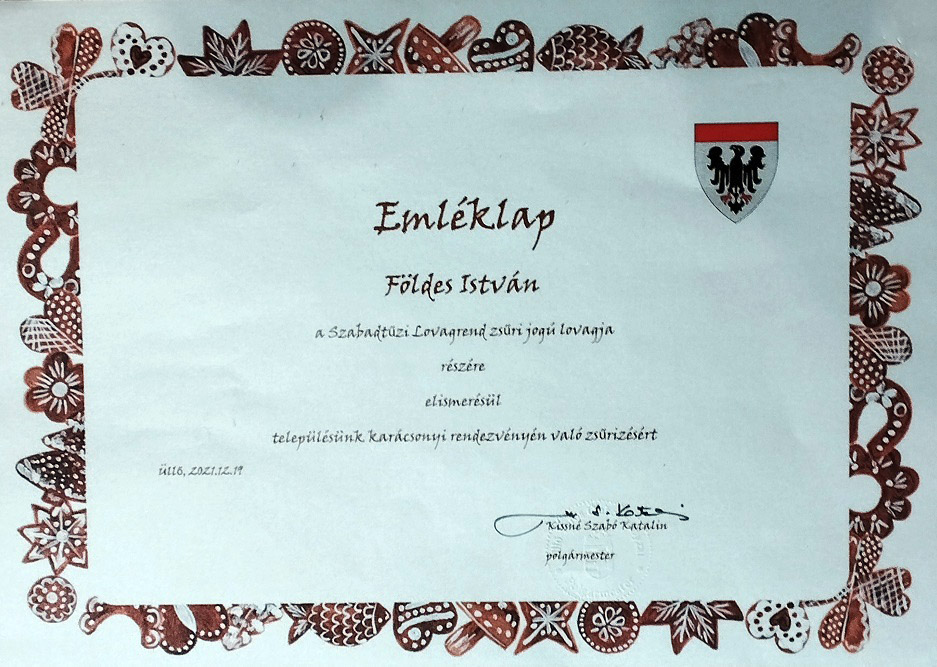 Emléklap
Földes István
a Szabadtűzi Lovagrend zsűri jogú lovagja
részére
elismerésül
településünk karácsonyi rendezvényén való zsűrizésért
Üllő, 2021.12.19
Kissné Szabó Katalin
polgármester